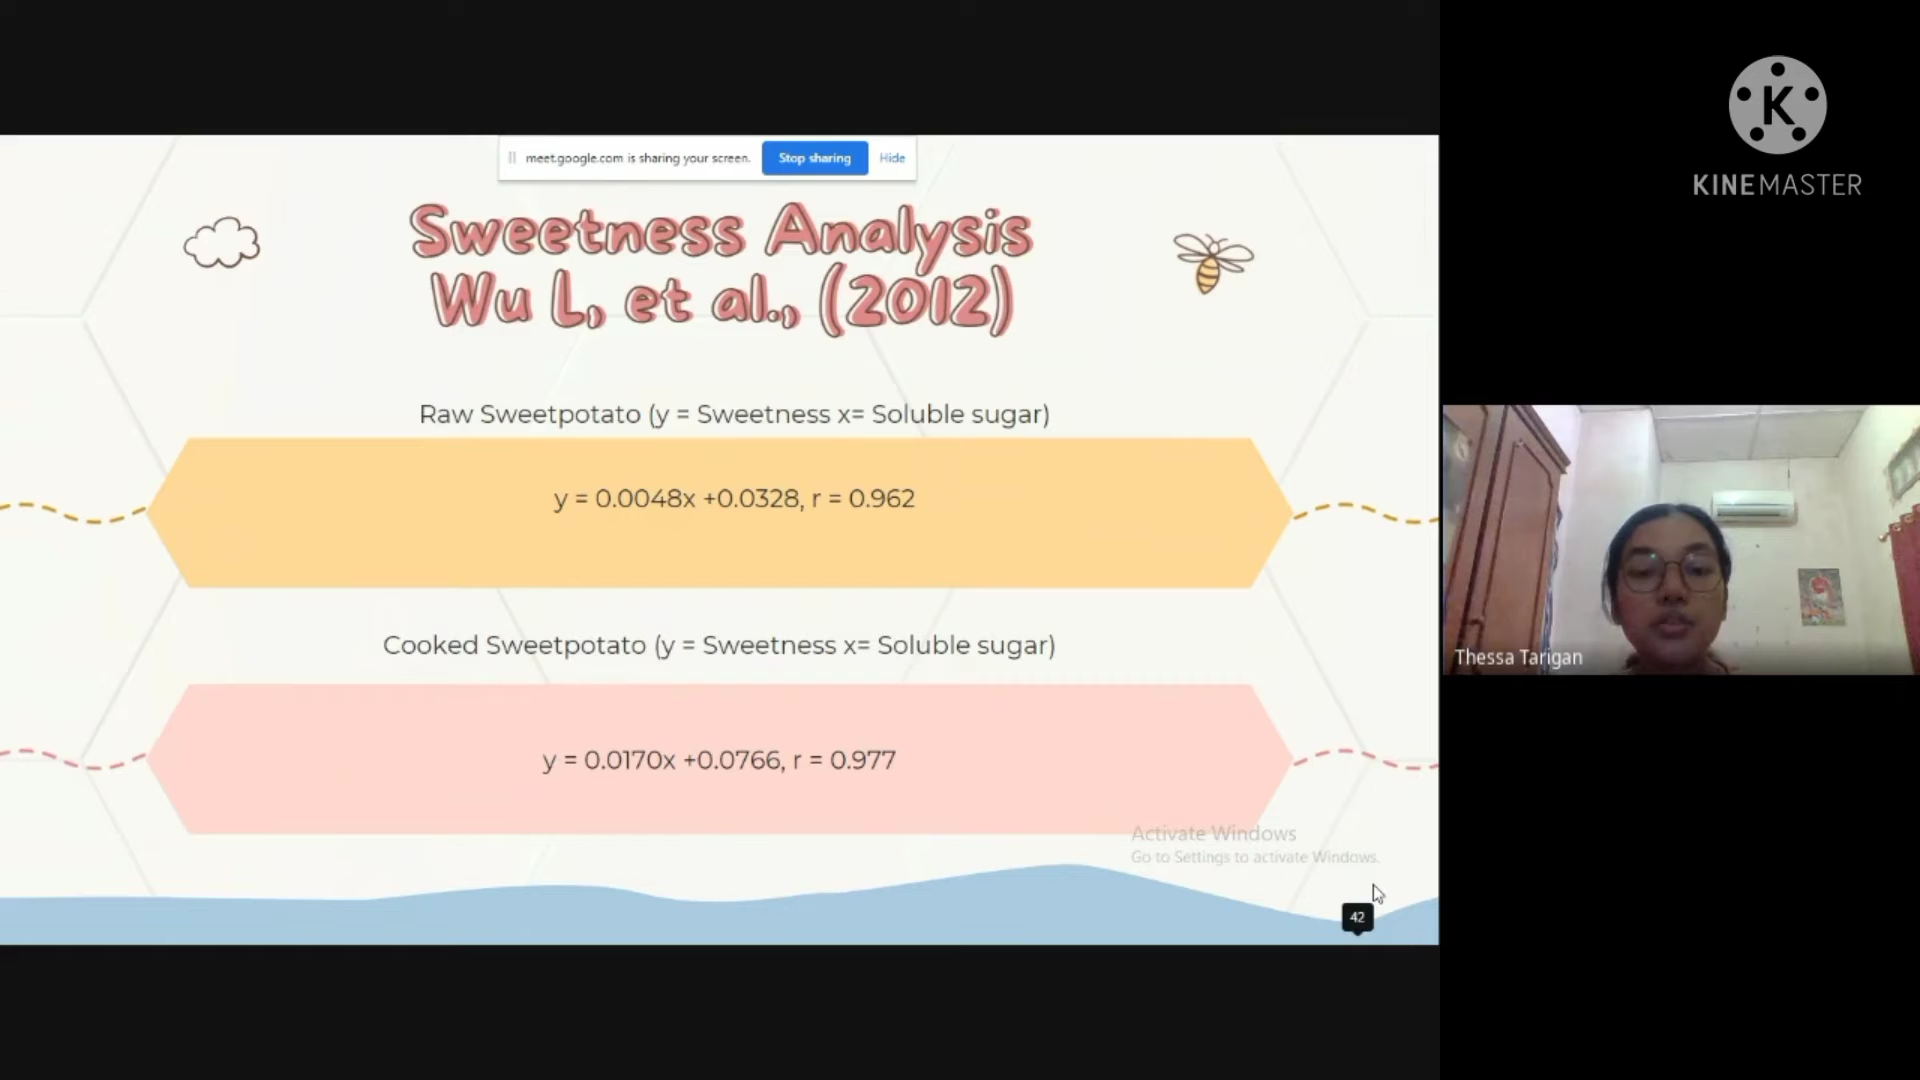 meet.google.com is sharing your screen. Stop sharing Hide
Sweetness Analysis
Wu L, et al., (2012)
Raw Sweetpotato (y = Sweetness x= Soluble sugar)
y = 0.0048x +0.0328, r = 0.962
Cooked Sweetpotato (y = Sweetness x= Soluble sugar)
y = 0.0170x +0.0766, r = 0.977
Activate Windows
Go to Settings to activate Windows.
42
K
KINEMASTER
Thessa Tarigan